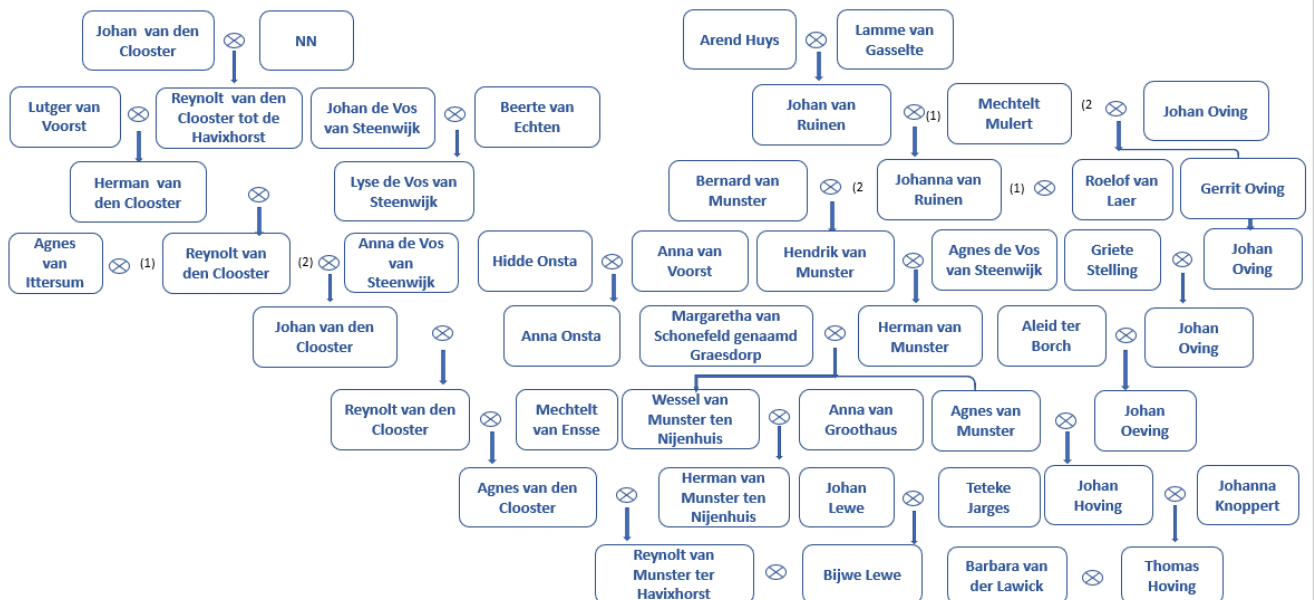 Johan van den
Clooster
NN
Arend Huys
Lamme van
Gasselte
Lutger van
Voorst
Reynolt van den
Clooster tot de
Havixhorst
Johan de Vos
van Steenwijk
Beerte van
Echten
Johan van
Ruinen
(1)
Mechtelt
Mulert
(2
Johan Oving
Herman van
den Clooster
Lyse de Vos van
Steenwijk
Bernard van
Munster
(2
Johanna van
Ruinen
(1)
Roelof van
Laer
Gerrit Oving
Agnes
van
Ittersum
(1)
Reynolt van
den Clooster
(2)
Anna de Vos
van
Steenwijk
Hidde Onsta
Anna van
Voorst
Hendrik van
Munster
Agnes de Vos
van Steenwijk
Griete
Stelling
Johan
Oving
Johan van den
Clooster
Anna Onsta
Margaretha van
Schonefeld genaamd
Graesdorp
Herman van
Munster
Aleid ter
Borch
Johan
Oving
Reynolt van den
Clooster
Mechtelt
van Ensse
Wessel van
Munster ten
Nijenhuis
Anna van
Groothaus
Agnes van
Munster
Johan
Oeving
Agnes van den
Clooster
Herman van
Munster ten
Nijenhuis
Johan
Lewe
Teteke
Jarges
Johan
Hoving
Johanna
Knoppert
Reynolt van
Munster ter
Havixhorst
Bijwe Lewe
Barbara van
der Lawick
Thomas
Hoving